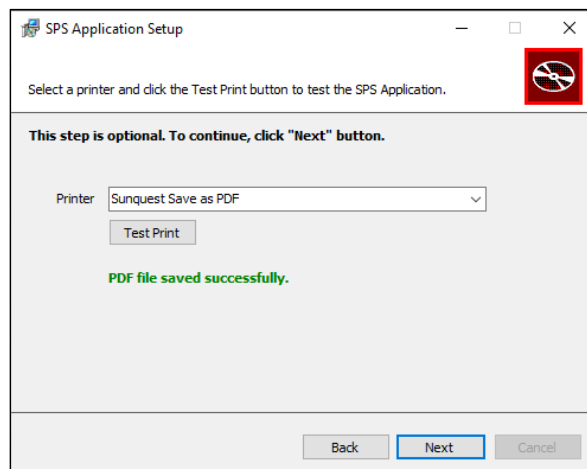 SPS Application Setup
Select a printer and click the Test Print button to test the SPS Application.
This step is optional. To continue, click "Next" button.
Printer
Sunquest Save as PDF
Test Print
PDF file saved successfully.
Back
Next
Cancel